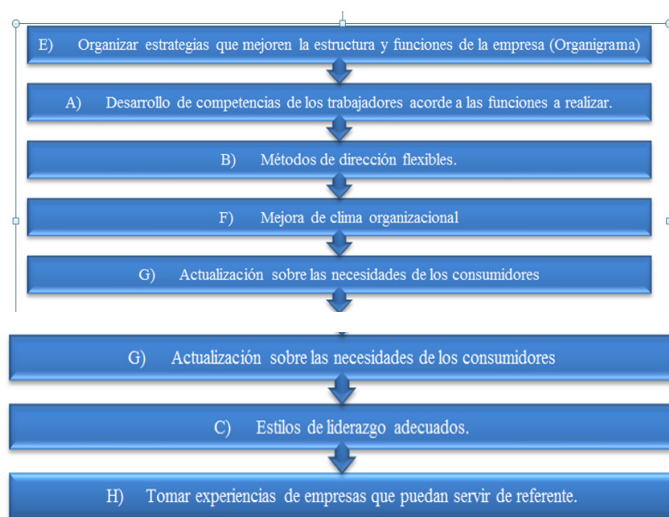 E) Organizar estrategias que mejoren la estructura y funciones de la empresa (Organigrama)
A) Desarrollo de competencias de los trabajadores acorde a las funciones a realizar.
B) Métodos de dirección flexibles.
F) Mejora de clima organizacional
G) Actualización sobre las necesidades de los consumidores
G) Actualización sobre las necesidades de los consumidores
C) Estilos de liderazgo adecuados.
H) Tomar experiencias de empresas que puedan servir de referente.